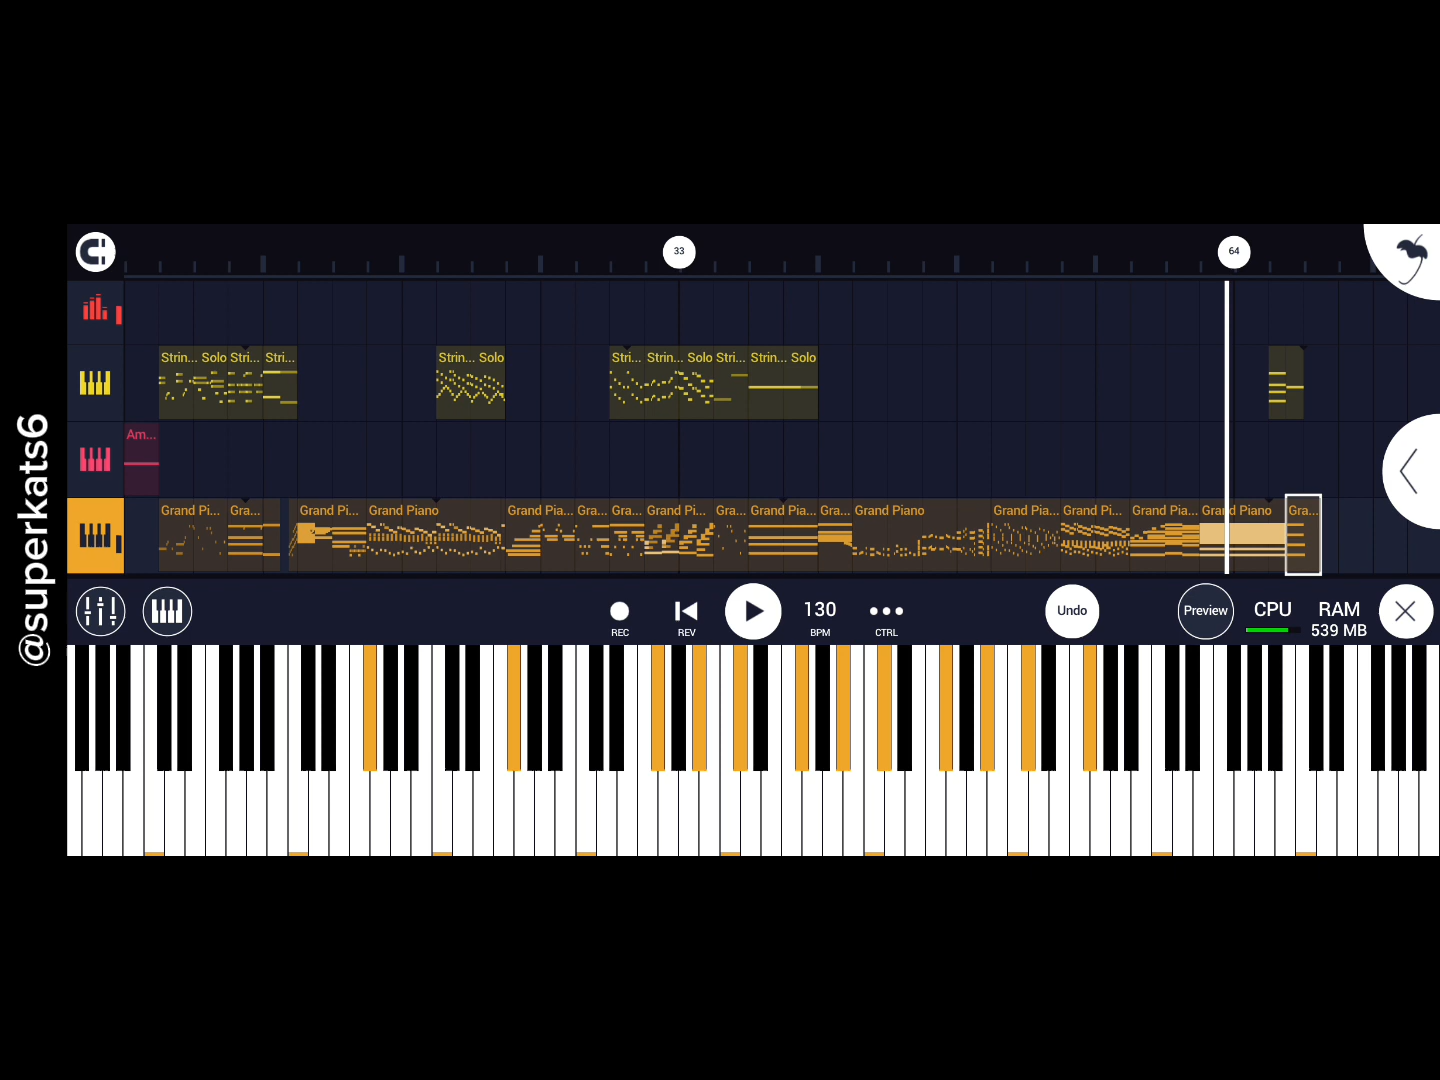 @superkats6
33
64
Strin... Solo Stri... Stri...
Strin... Solo
Stri... Strin... Solo Stri... Strin... Solo
Am...
Grand Pi... Gra... Grand Pi... Grand Piano Grand Pia... Gra... Gra... Grand Pi... Gra... Grand Pia... Gra... Grand Piano Grand Pia... Grand Pi... Grand Pia... Grand Piano Gra...
REC
REV
130
BPM
CTRL
Undo
Preview
CPU
RAM
539 MB